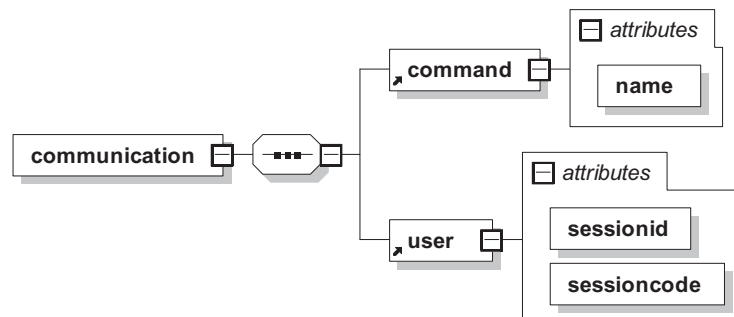 attributes
command
name
communication
attributes
user
sessionid
sessioncode